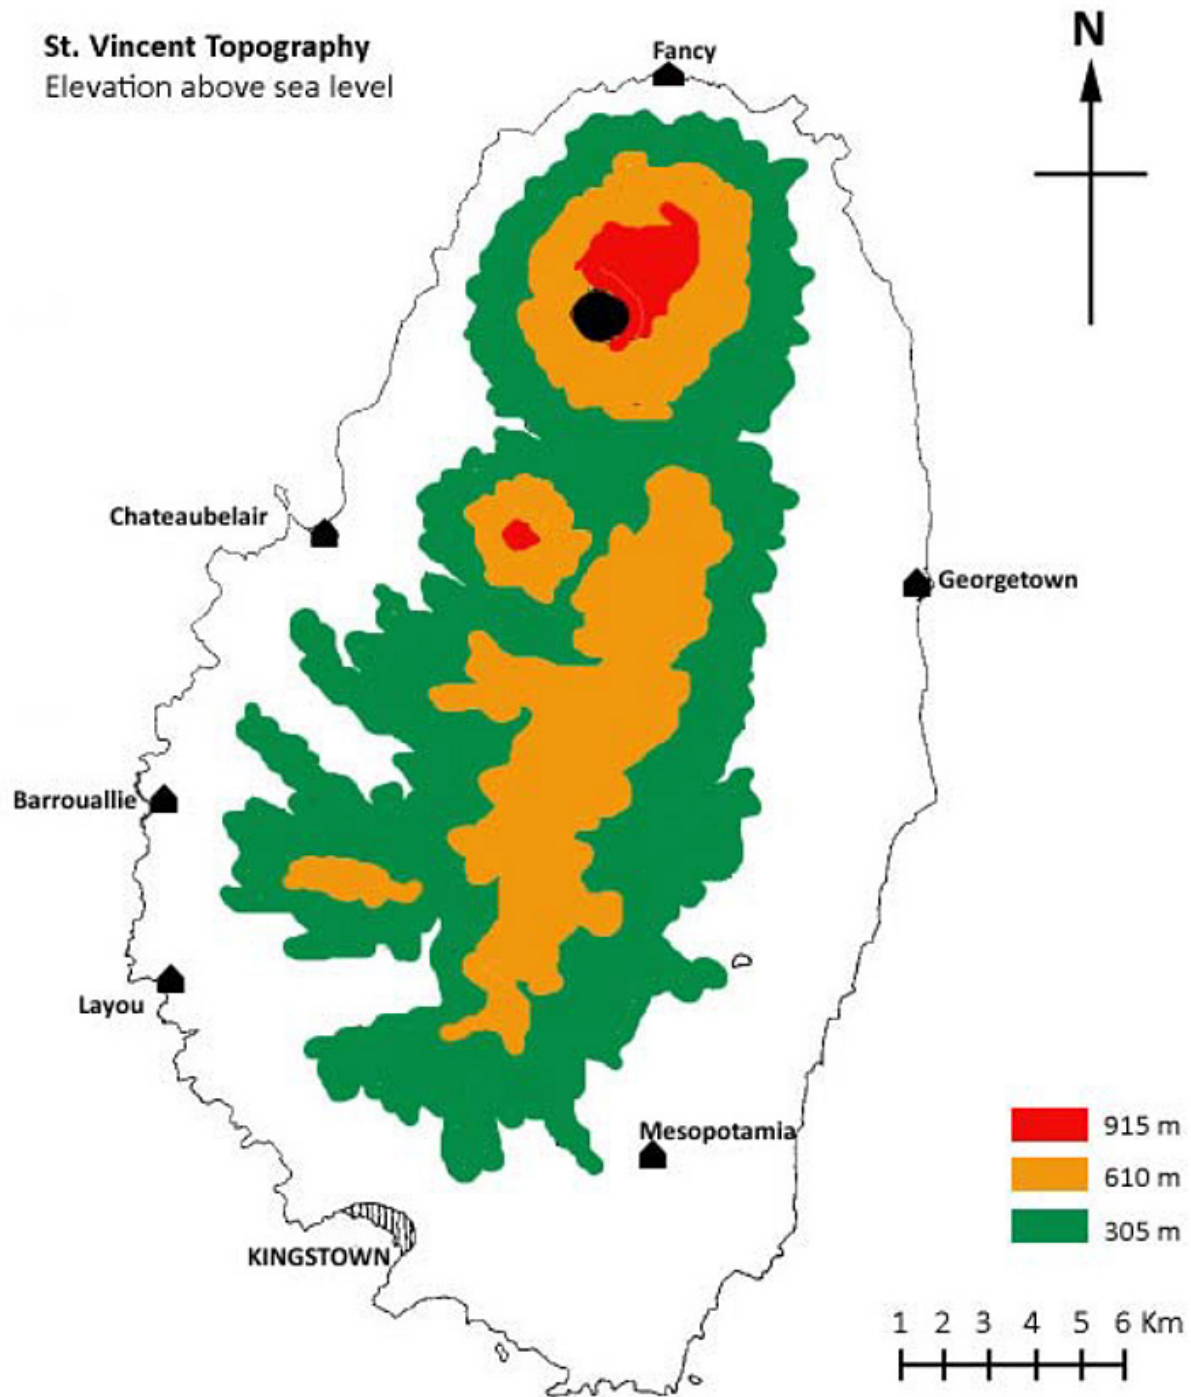 St. Vincent Topography
Elevation above sea level
Fancy
N
Chateaubelair
Georgetown
Barrouallie
Layou
Mesopotamia
KINGSTOWN
915 m
610 m
305 m
1 2 3 4 5 6 Km